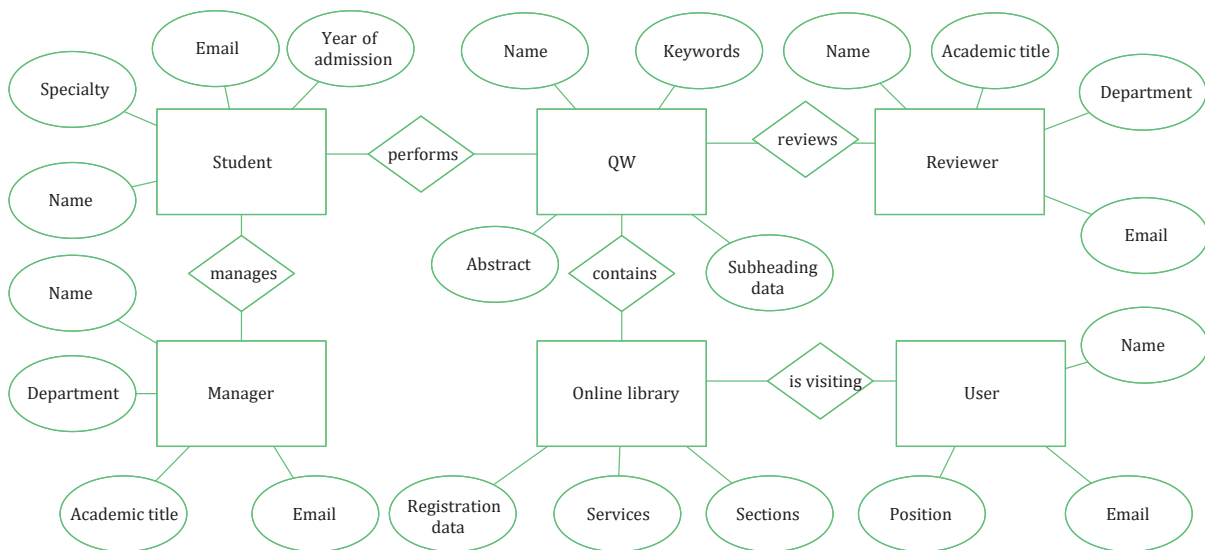 Email
Year of
admission
Name
Keywords
Name
Academic title
Specialty
Department
Student
performs
QW
reviews
Reviewer
Name
Email
Abstract
manages
contains
Subheading
data
Name
Name
Department
Manager
Online library
is visiting
User
Academic title
Email
Registration
data
Services
Sections
Position
Email